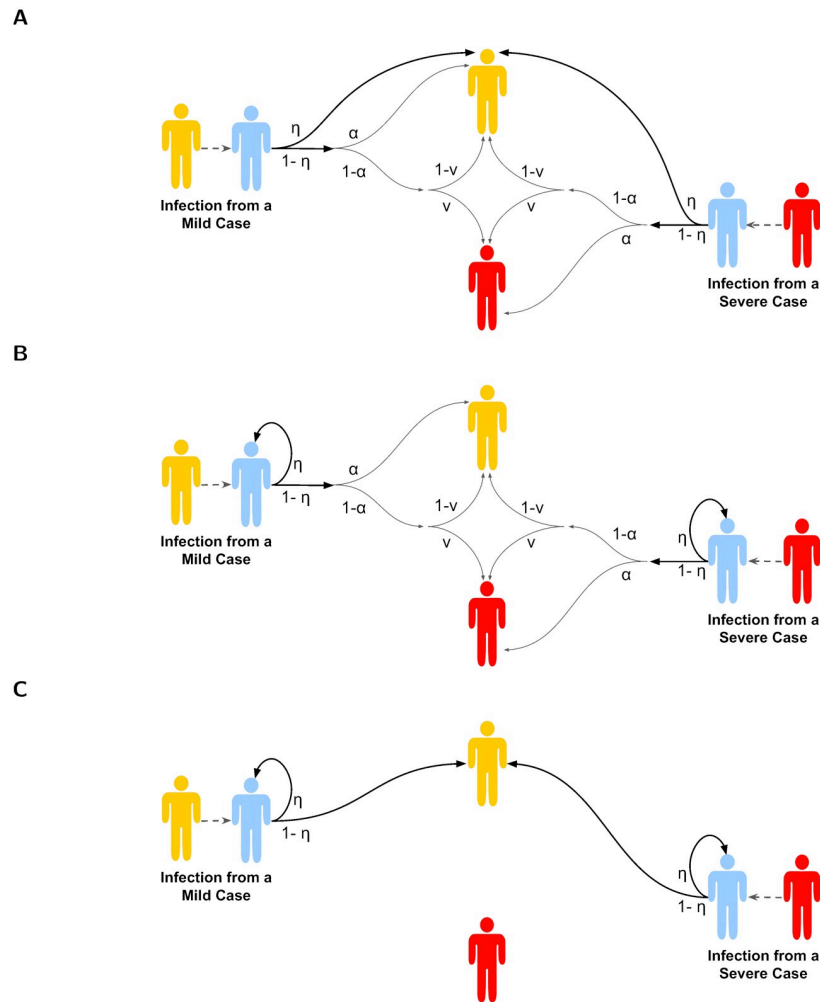 A
η
α
1- η
1-α
1-ν
1-ν
ν
ν
1-α
α
η
1- η
Infection from a
Mild Case
Infection from a
Severe Case
B
η
α
1- η
1-α
1-ν
1-ν
ν
ν
1-α
α
η
1- η
Infection from a
Mild Case
Infection from a
Severe Case
C
η
1- η
η
1- η
Infection from a
Mild Case
Infection from a
Severe Case